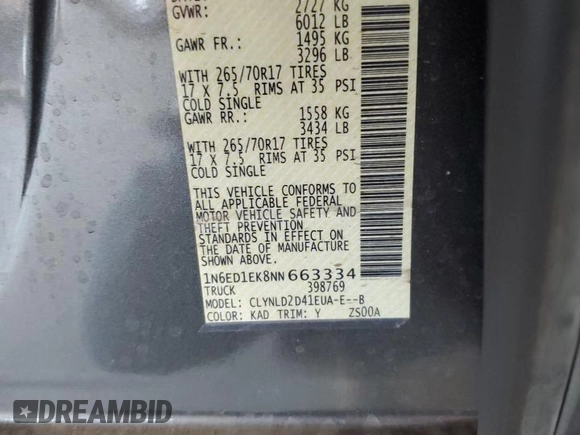 GVWR: 2727 KG
6012 LB
GAWR FR.: 1495 KG
3296 LB
WITH 265/70R17 TIRES
17 X 7.5 RIMS AT 35 PSI
COLD SINGLE
GAWR RR.: 1558 KG
3434 LB
WITH 265/70R17 TIRES
17 X 7.5 RIMS AT 35 PSI
COLD SINGLE
THIS VEHICLE CONFORMS TO
ALL APPLICABLE FEDERAL
MOTOR VEHICLE SAFETY AND
THEFT PREVENTION
STANDARDS IN EFFECT ON
THE DATE OF MANUFACTURE
SHOWN ABOVE.
1N6ED1EK8NN663334
TRUCK 398769
MODEL: CLYNLD2D41EUA-E--B
COLOR: KAD TRIM: Y ZS00A
DREAMBID